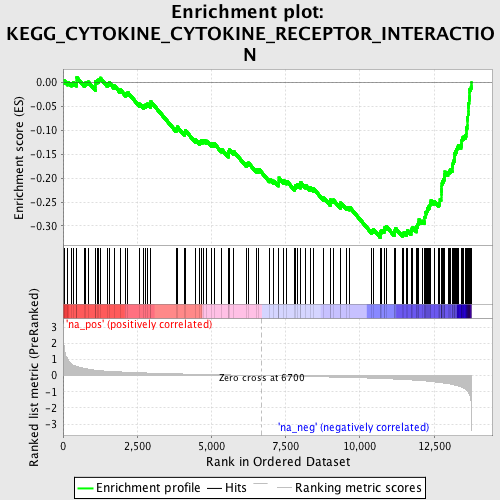 Enrichment plot:
KEGG_CYTOKINE_CYTOKINE_RECEPTOR_INTERACTIO
N
Enrichment score (ES)
0.00
-0.05
-0.10
-0.15
-0.20
-0.25
-0.30
'na_pos' (positively correlated)
Ranked list metric (PreRanked)
3
2
1
0
-1
-2
-3
Zero cross at 6700
'na_neg' (negatively correlated)
0
2,500
5,000
7,500
10,000
12,500
Rank in Ordered Dataset
Enrichment profile
Hits
Ranking metric scores